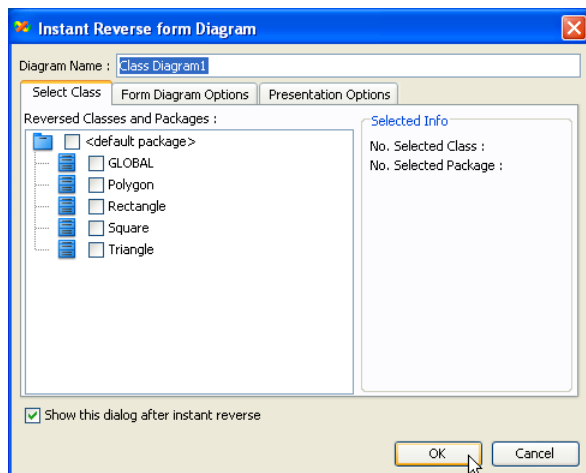 Instant Reverse form Diagram
Diagram Name : Class Diagram1
Select Class Form Diagram Options Presentation Options
Reversed Classes and Packages :
<default package>
GLOBAL
Polygon
Rectangle
Square
Triangle
Selected Info
No. Selected Class :
No. Selected Package :
Show this dialog after instant reverse
OK Cancel